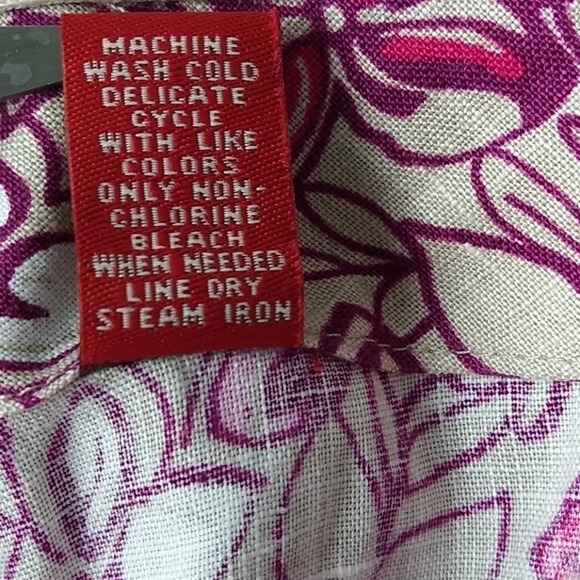 MACHINE
WASH COLD
DELICATE
CYCLE
WITH LIKE
COLORS
ONLY NON-
CHLORINE
BLEACH
WHEN NEEDED
LINE DRY
STEAM IRON